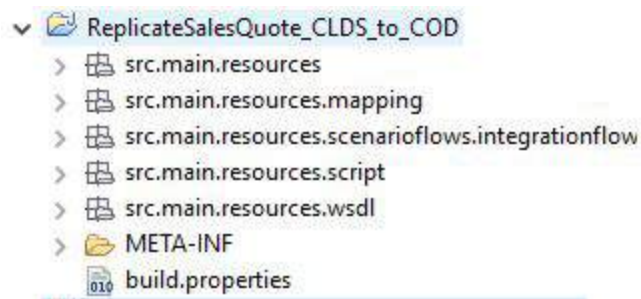 ReplicateSalesQuote_CLDS_to_COD
src.main.resources
src.main.resources.mapping
src.main.resources.scenarioflows.integrationflow
src.main.resources.script
src.main.resources.wsdl
META-INF
build.properties